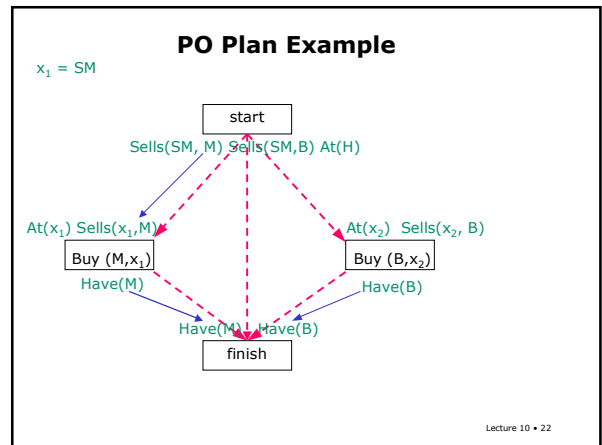 PO Plan Example
x₁ = SM
start
Sells(SM, M) Sells(SM,B) At(H)
At(x₁) Sells(x₁,M) At(x₂) Sells(x₂, B)
Buy (M,x₁) Buy (B,x₂)
Have(M) Have(B)
Have(M) Have(B)
finish
Lecture 10 • 22